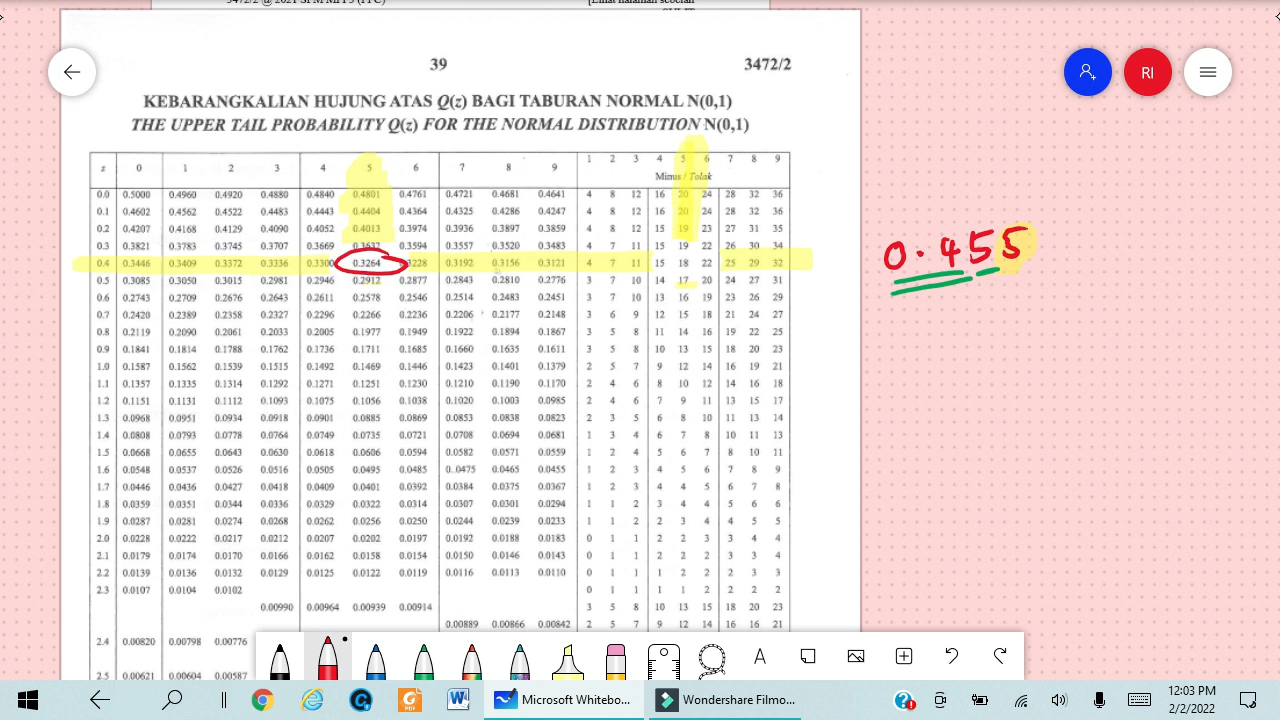 3472/2 @ 2021 SPM MPP3 (PTC) [Lihat halaman sebelah
SULIT
39 3472/2
RI
KEBARANGKALIAN HUJUNG ATAS Q(z) BAGI TABURAN NORMAL N(0,1)
THE UPPER TAIL PROBABILITY Q(z) FOR THE NORMAL DISTRIBUTION N(0,1)
z 0 1 2 3 4 5 6 7 8 9 1 2 3 4 5 6 7 8 9
Minus / Tolak
0.0 0.5000 0.4960 0.4920 0.4880 0.4840 0.4801 0.4761 0.4721 0.4681 0.4641 4 8 12 16 20 24 28 32 36
0.1 0.4602 0.4562 0.4522 0.4483 0.4443 0.4404 0.4364 0.4325 0.4286 0.4247 4 8 12 16 20 24 28 32 36
0.2 0.4207 0.4168 0.4129 0.4090 0.4052 0.4013 0.3974 0.3936 0.3897 0.3859 4 8 12 15 19 23 27 31 35
0.3 0.3821 0.3783 0.3745 0.3707 0.3669 0.3632 0.3594 0.3557 0.3520 0.3483 4 7 11 15 19 22 26 30 34
0.4 0.3446 0.3409 0.3372 0.3336 0.3300 0.3264 0.3228 0.3192 0.3156 0.3121 4 7 11 15 18 22 25 29 32
0.455
0.5 0.3085 0.3050 0.3015 0.2981 0.2946 0.2912 0.2877 0.2843 0.2810 0.2776 3 7 10 14 17 20 24 27 31
0.6 0.2743 0.2709 0.2676 0.2643 0.2611 0.2578 0.2546 0.2514 0.2483 0.2451 3 7 10 13 16 19 23 26 29
0.7 0.2420 0.2389 0.2358 0.2327 0.2296 0.2266 0.2236 0.2206 0.2177 0.2148 3 6 9 12 15 18 21 24 27
0.8 0.2119 0.2090 0.2061 0.2033 0.2005 0.1977 0.1949 0.1922 0.1894 0.1867 3 5 8 11 14 16 19 22 25
0.9 0.1841 0.1814 0.1788 0.1762 0.1736 0.1711 0.1685 0.1660 0.1635 0.1611 3 5 8 10 13 15 18 20 23
1.0 0.1587 0.1562 0.1539 0.1515 0.1492 0.1469 0.1446 0.1423 0.1401 0.1379 2 5 7 9 12 14 16 19 21
1.1 0.1357 0.1335 0.1314 0.1292 0.1271 0.1251 0.1230 0.1210 0.1190 0.1170 2 4 6 8 10 12 14 16 18
1.2 0.1151 0.1131 0.1112 0.1093 0.1075 0.1056 0.1038 0.1020 0.1003 0.0985 2 4 6 7 9 11 13 15 17
1.3 0.0968 0.0951 0.0934 0.0918 0.0901 0.0885 0.0869 0.0853 0.0838 0.0823 2 3 5 6 8 10 11 13 14
1.4 0.0808 0.0793 0.0778 0.0764 0.0749 0.0735 0.0721 0.0708 0.0694 0.0681 1 3 4 6 7 8 10 11 13
1.5 0.0668 0.0655 0.0643 0.0630 0.0618 0.0606 0.0594 0.0582 0.0571 0.0559 1 2 4 5 6 7 8 10 11
1.6 0.0548 0.0537 0.0526 0.0516 0.0505 0.0495 0.0485 0..0475 0.0465 0.0455 1 2 3 4 5 6 7 8 9
1.7 0.0446 0.0436 0.0427 0.0418 0.0409 0.0401 0.0392 0.0384 0.0375 0.0367 1 2 3 4 4 5 6 7 8
1.8 0.0359 0.0351 0.0344 0.0336 0.0329 0.0322 0.0314 0.0307 0.0301 0.0294 1 1 2 3 4 4 5 6 6
1.9 0.0287 0.0281 0.0274 0.0268 0.0262 0.0256 0.0250 0.0244 0.0239 0.0233 1 1 2 2 3 4 4 5 5
2.0 0.0228 0.0222 0.0217 0.0212 0.0207 0.0202 0.0197 0.0192 0.0188 0.0183 0 1 1 2 2 3 3 4 4
2.1 0.0179 0.0174 0.0170 0.0166 0.0162 0.0158 0.0154 0.0150 0.0146 0.0143 0 1 1 2 2 2 3 3 4
2.2 0.0139 0.0136 0.0132 0.0129 0.0125 0.0122 0.0119 0.0116 0.0113 0.0110 0 1 1 1 2 2 2 3 3
2.3 0.0107 0.0104 0.0102 0 1 1 1 1 2 2 2 2
0.00990 0.00964 0.00939 0.00914 3 5 8 10 13 15 18 20 23
0.00889 0.00866 0.00842 2 5 7 9 12 14 16 16 21
2.4 0.00820 0.00798 0.00776
2.5 0.00621 0.00604 0.00587
A
Microsoft Whitebo...
Wondershare Filmo...
12:03 PM
2/2/2022